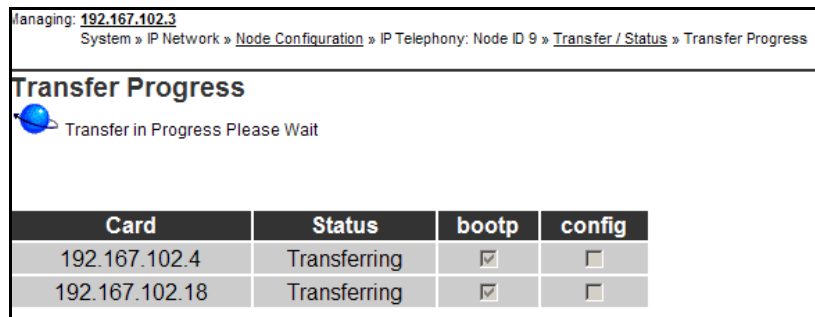 Managing: 192.167.102.3
System » IP Network » Node Configuration » IP Telephony: Node ID 9 » Transfer / Status » Transfer Progress
Transfer Progress
Transfer in Progress Please Wait
Card Status bootp config
192.167.102.4 Transferring
192.167.102.18 Transferring